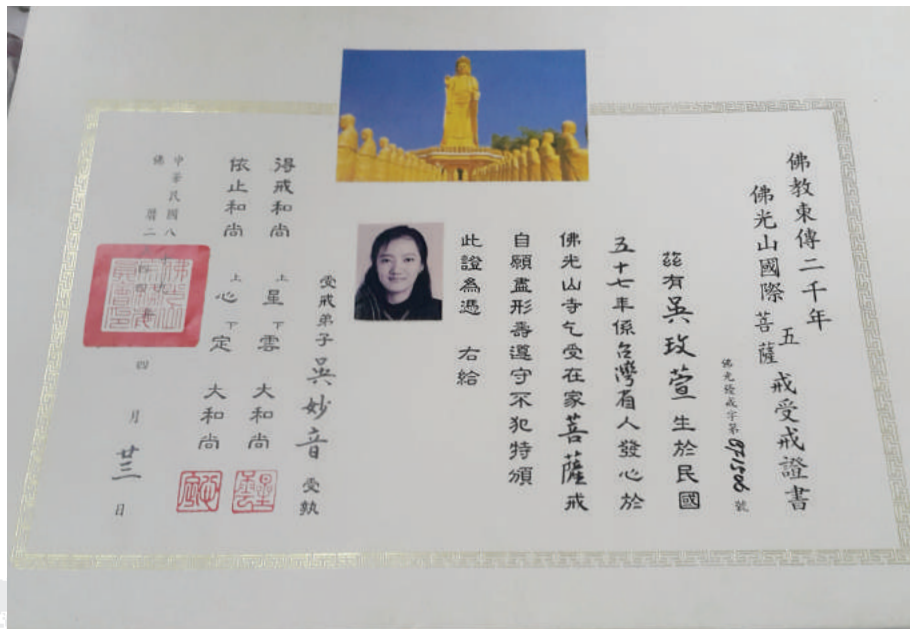 佛教東傳二千年
佛光山國際 五 菩薩 戒受戒證書
佛光發戒字第 號
茲有吳玫萱生於民國
五十七年係台灣省人發心於
佛光山寺乞受在家菩薩戒
自願盡形壽遵守不犯特頒
此證為憑 右給
受戒弟子吳妙音受執
得戒和尚 上星下雲 大和尚
依止和尚 上心下定 大和尚
中華民國八 四月廿三日
佛曆二